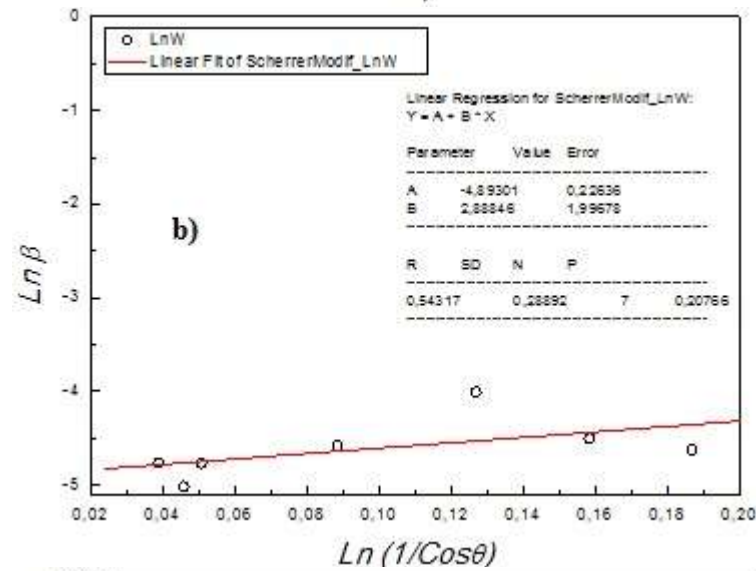 0
LnW
Linear Fit of ScherrerModif_LnW
-1
Linear Regression for ScherrerModif_LnW:
Y = A + B * X
Parameter Value Error
A -4,89301 0,22636
B 2,88846 1,99678
-2
b)
R SD N P
-3
0,54317 0,28892 7 0,20766
Ln β
-4
-5
0,02 0,04 0,06 0,08 0,10 0,12 0,14 0,16 0,18 0,20
Ln (1/Cosθ)